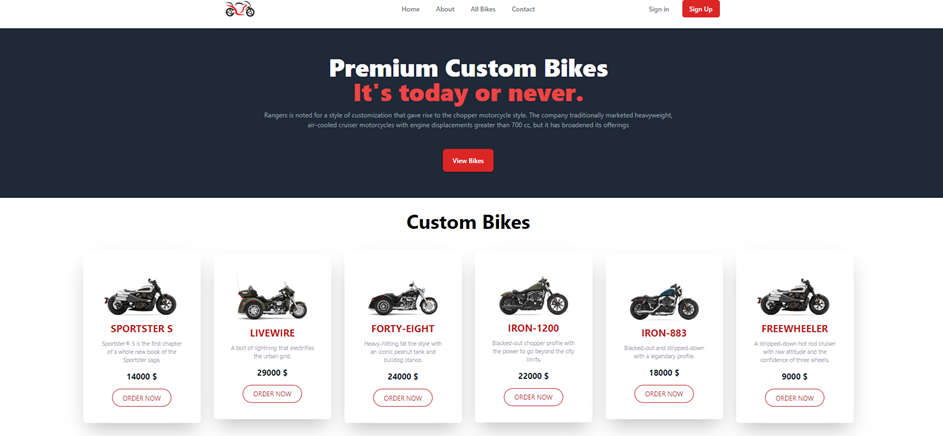 Home About All Bikes Contact Sign in Sign Up
Premium Custom Bikes
It's today or never.
Rangers is noted for a style of customization that gave rise to the chopper motorcycle style. The company traditionally marketed heavyweight,
air-cooled cruiser motorcycles with engine displacements greater than 700 cc, but it has broadened its offerings
View Bikes
Custom Bikes
SPORTSTER S
Sportster® S is the first chapter
of a whole new book of the
Sportster saga.
14000 $
ORDER NOW
LIVEWIRE
A bolt of lightning that electrifies
the urban grid.
29000 $
ORDER NOW
FORTY-EIGHT
Heavy-hitting fat tire style with
an iconic peanut tank and
bulldog stance.
24000 $
ORDER NOW
IRON-1200
Blacked-out chopper profile with
the power to go beyond the city
limits.
22000 $
ORDER NOW
IRON-883
Blacked-out and stripped-down
with a legendary profile.
18000 $
ORDER NOW
FREEWHEELER
A stripped-down hot rod cruiser
with raw attitude and the
confidence of three wheels.
9000 $
ORDER NOW